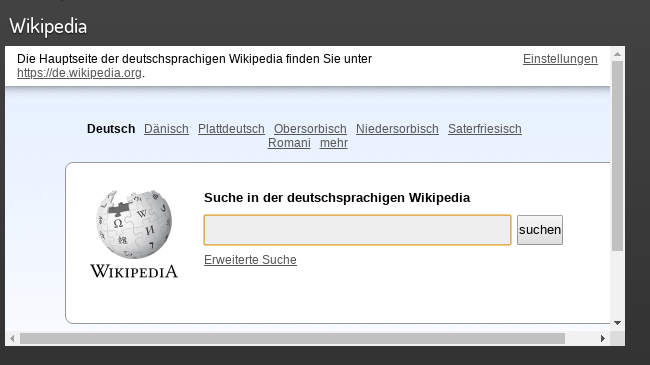 Wikipedia
Die Hauptseite der deutschsprachigen Wikipedia finden Sie unter
https://de.wikipedia.org.
Einstellungen
Deutsch Dänisch Plattdeutsch Obersorbisch Niedersorbisch Saterfriesisch
Romani mehr
Suche in der deutschsprachigen Wikipedia
suchen
Erweiterte Suche
WIKIPEDIA